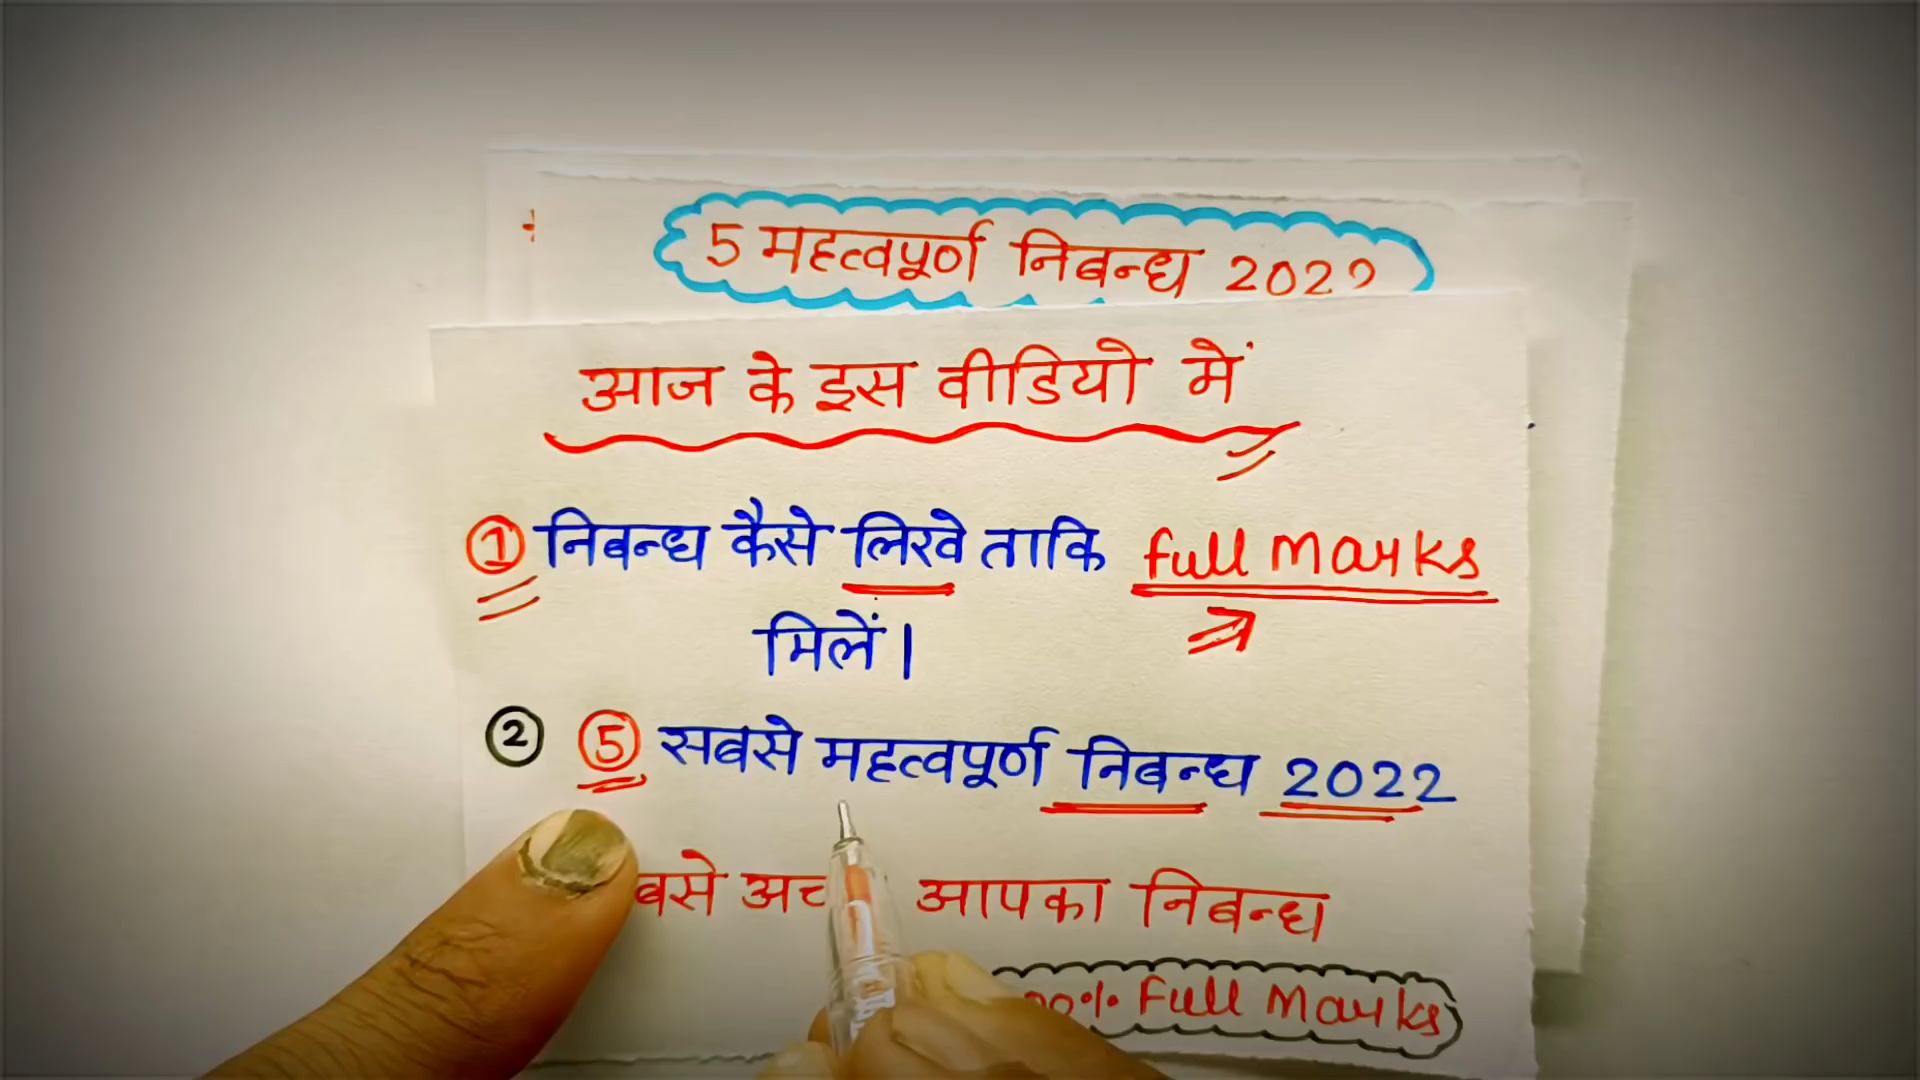 5 महत्वपूर्ण निबन्ध 2022
आज के इस वीडियो में
① निबन्ध कैसे लिखे ताकि full Marks
मिलें।
② ⑤ सबसे महत्वपूर्ण निबन्ध 2022
आपका निबन्ध
Full Marks